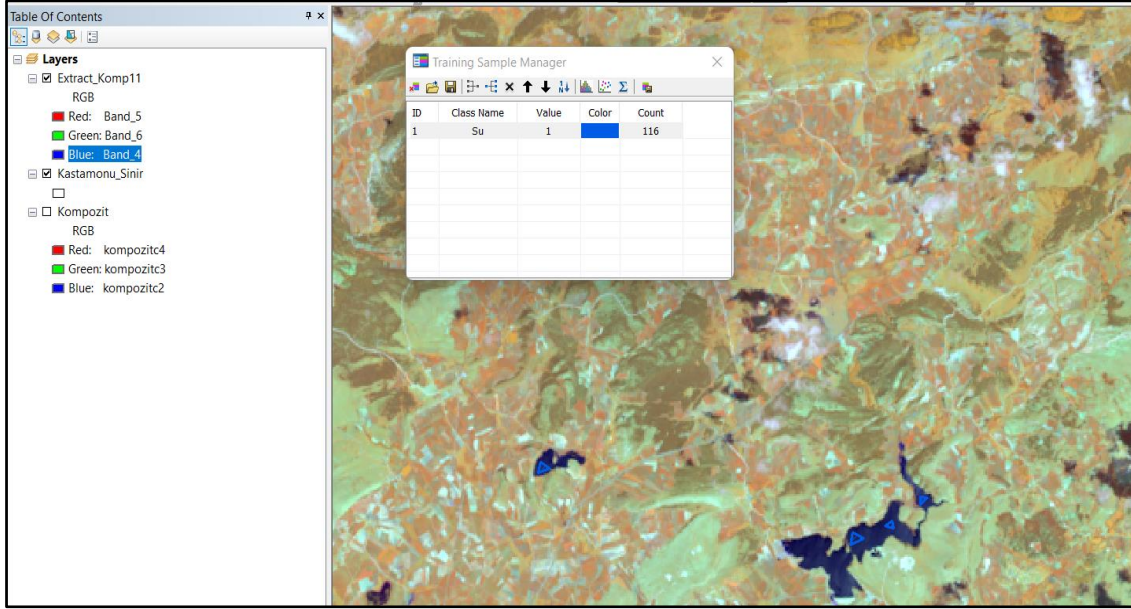 Table Of Contents
Layers
Extract_Komp11
RGB
Red: Band_5
Green: Band_6
Blue: Band_4
Kastamonu_Sinir
Kompozit
RGB
Red: kompozitc4
Green: kompozitc3
Blue: kompozitc2
Training Sample Manager
ID Class Name Value Color Count
1 Su 1 116